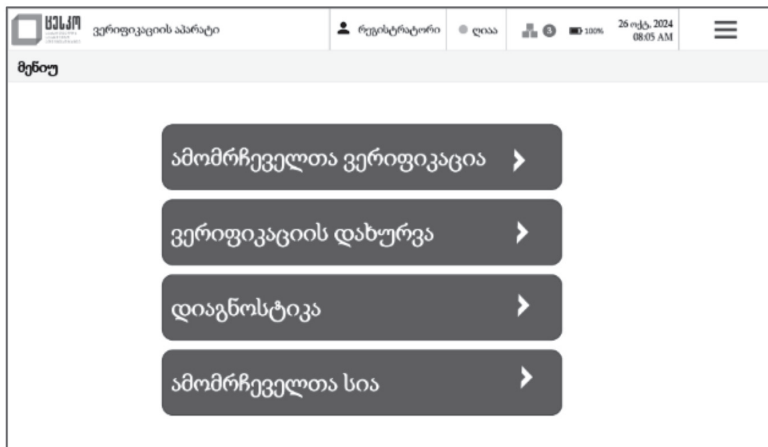 ცესკო
ვერიფიკაციის აპარატი
რეგისტრატორი
ღიაა
3
100%
26 ოქტ, 2024
08:05 AM
მენიუ
ამომრჩეველთა ვერიფიკაცია
ვერიფიკაციის დახურვა
დიაგნოსტიკა
ამომრჩეველთა სია